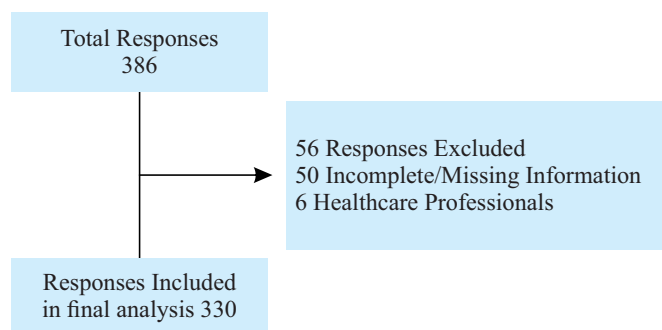 Total Responses
386
56 Responses Excluded
50 Incomplete/Missing Information
6 Healthcare Professionals
Responses Included
in final analysis 330